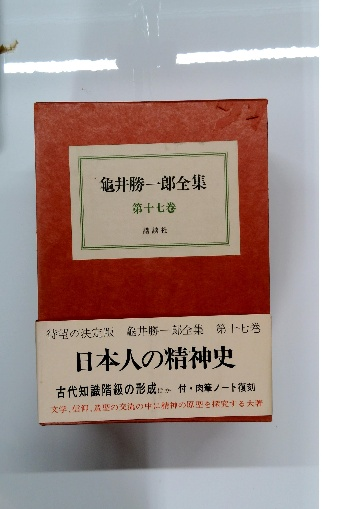 亀井勝一郎全集
第十七巻
講談社
待望の決定版 亀井勝一郎全集 第十七巻
日本人の精神史
古代知識階級の形成ほか 付・肉筆ノート復刻
文学、信仰、造型の交流の中に精神の原型を探究する大著